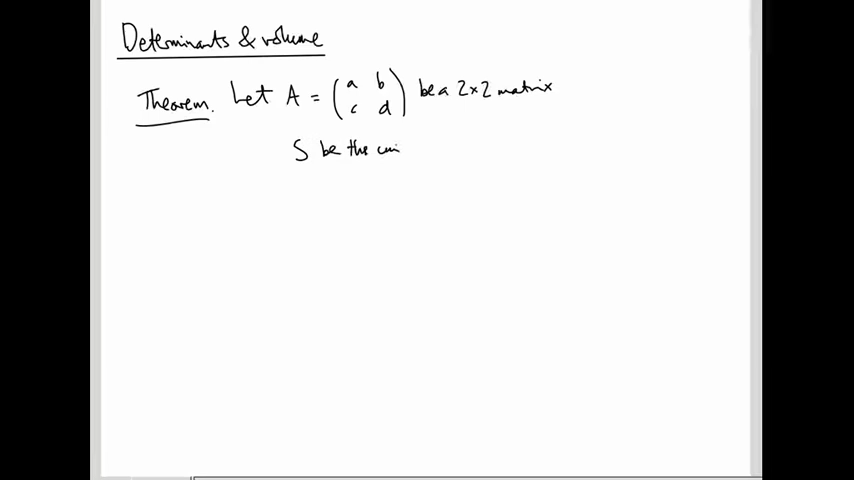 Determinants & volume
Theorem. Let A = (a b
c d) be a 2×2 matrix
S be the